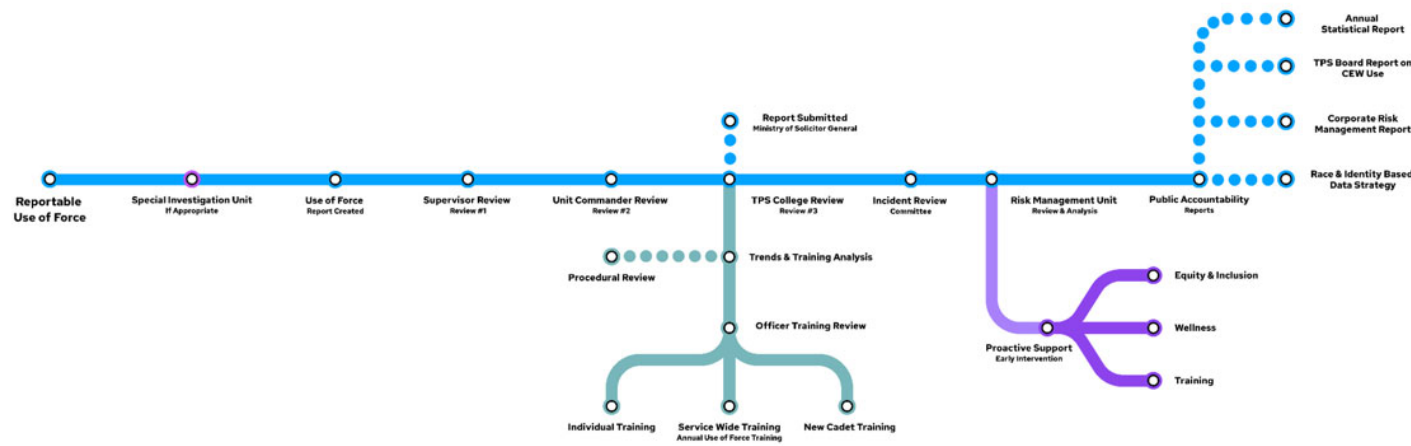 Annual
Statistical Report
TPS Board Report on
CEW Use
Report Submitted
Ministry of Solicitor General
Corporate Risk
Management Report
Reportable
Use of Force
Special Investigation Unit
If Appropriate
Use of Force
Report Created
Supervisor Review
Review #1
Unit Commander Review
Review #2
TPS College Review
Review #3
Incident Review
Committee
Risk Management Unit
Review & Analysis
Public Accountability
Reports
Race & Identity Based
Data Strategy
Trends & Training Analysis
Procedural Review
Equity & Inclusion
Officer Training Review
Wellness
Proactive Support
Early Intervention
Training
Individual Training
Service Wide Training
Annual Use of Force Training
New Cadet Training